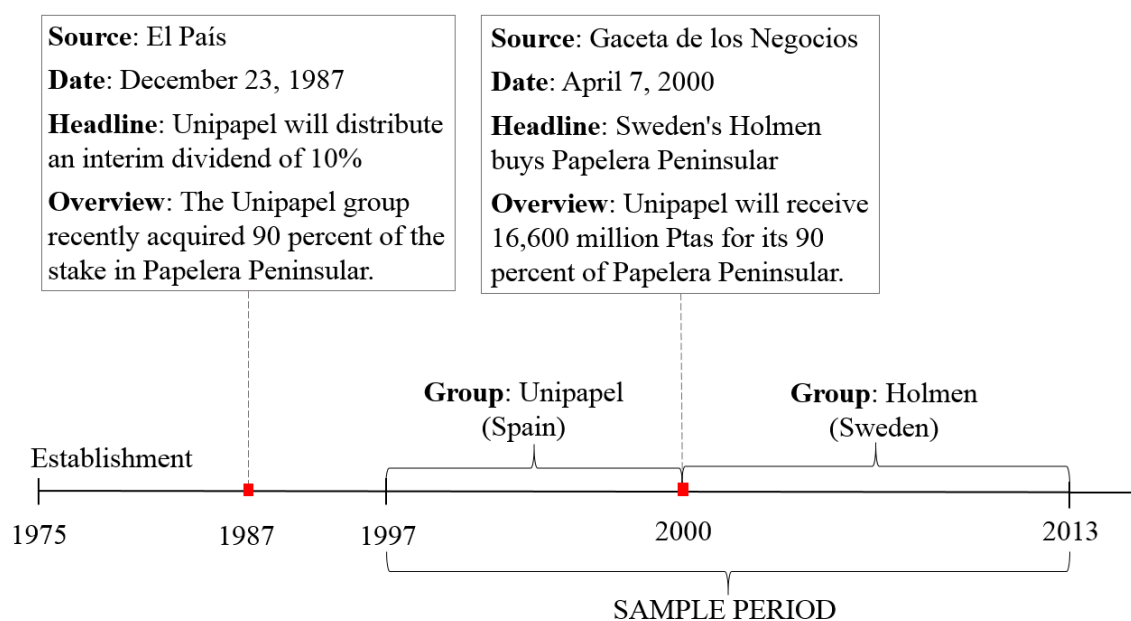 Source: El País
Date: December 23, 1987
Headline: Unipapel will distribute
an interim dividend of 10%
Overview: The Unipapel group
recently acquired 90 percent of the
stake in Papelera Peninsular.
Source: Gaceta de los Negocios
Date: April 7, 2000
Headline: Sweden's Holmen
buys Papelera Peninsular
Overview: Unipapel will receive
16,600 million Ptas for its 90
percent of Papelera Peninsular.
Group: Unipapel
(Spain)
Group: Holmen
(Sweden)
Establishment
1975
1987
1997
2000
2013
SAMPLE PERIOD